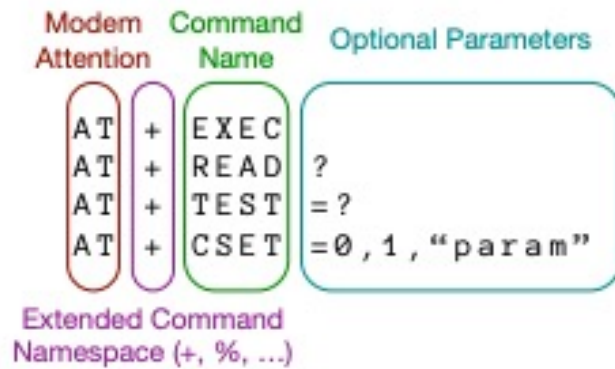 Modem Attention
Command Name
Optional Parameters
AT + EXEC
AT + READ ?
AT + TEST =?
AT + CSET =0,1,“param”
Extended Command
Namespace (+, %, ...)